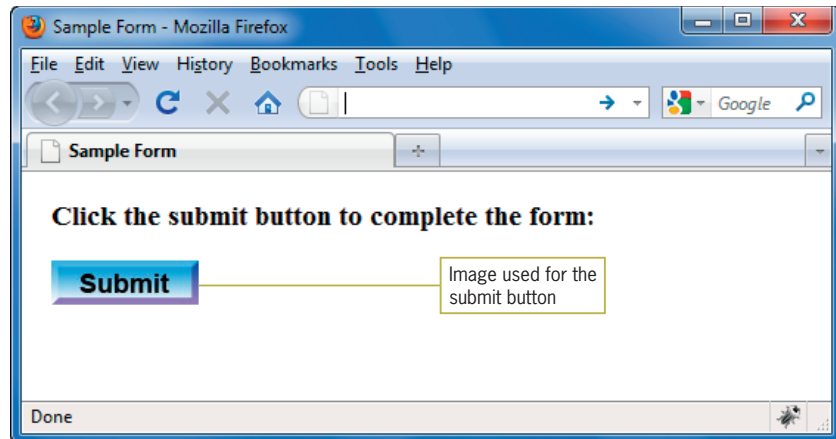 Sample Form - Mozilla Firefox
File Edit View History Bookmarks Tools Help
Google
Sample Form
Click the submit button to complete the form:
Submit
Image used for the
submit button
Done